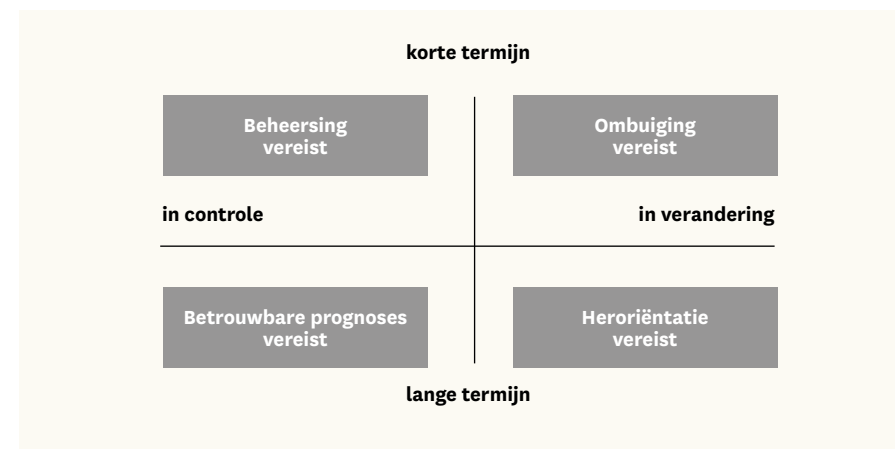 korte termijn
Beheersing
vereist
Ombuiging
vereist
in controle
in verandering
Betrouwbare prognoses
vereist
Heroriëntatie
vereist
lange termijn